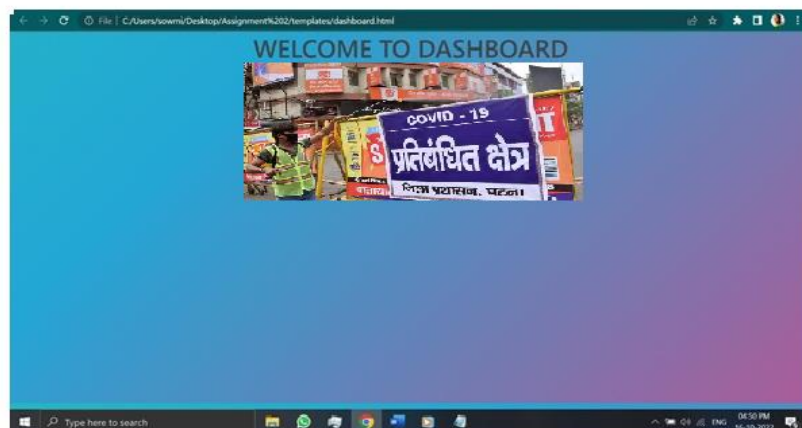 File | C:/Users/sowmi/Desktop/Assignment%202/templates/dashboard.html
WELCOME TO DASHBOARD
COVID - 19
प्रतिबंधित क्षेत्र
जिला प्रशासन, पटना
Type here to search
ENG
04:50 PM